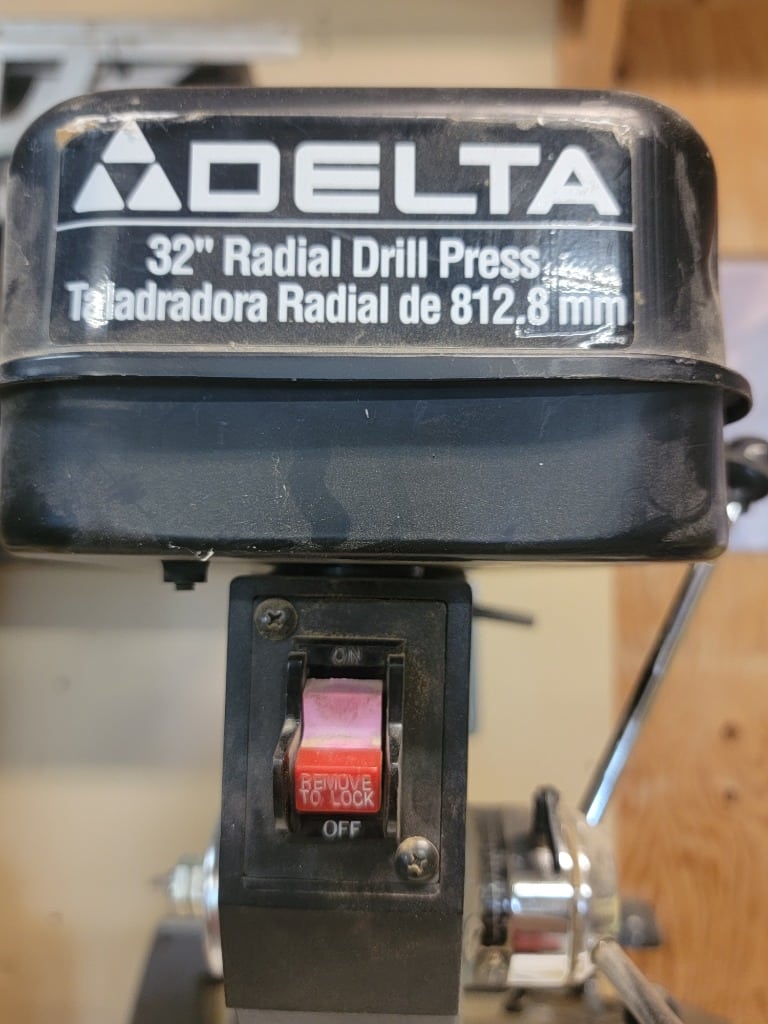 DELTA
32" Radial Drill Press
Taladradora Radial de 812.8 mm
ON
REMOVE
TO LOCK
OFF